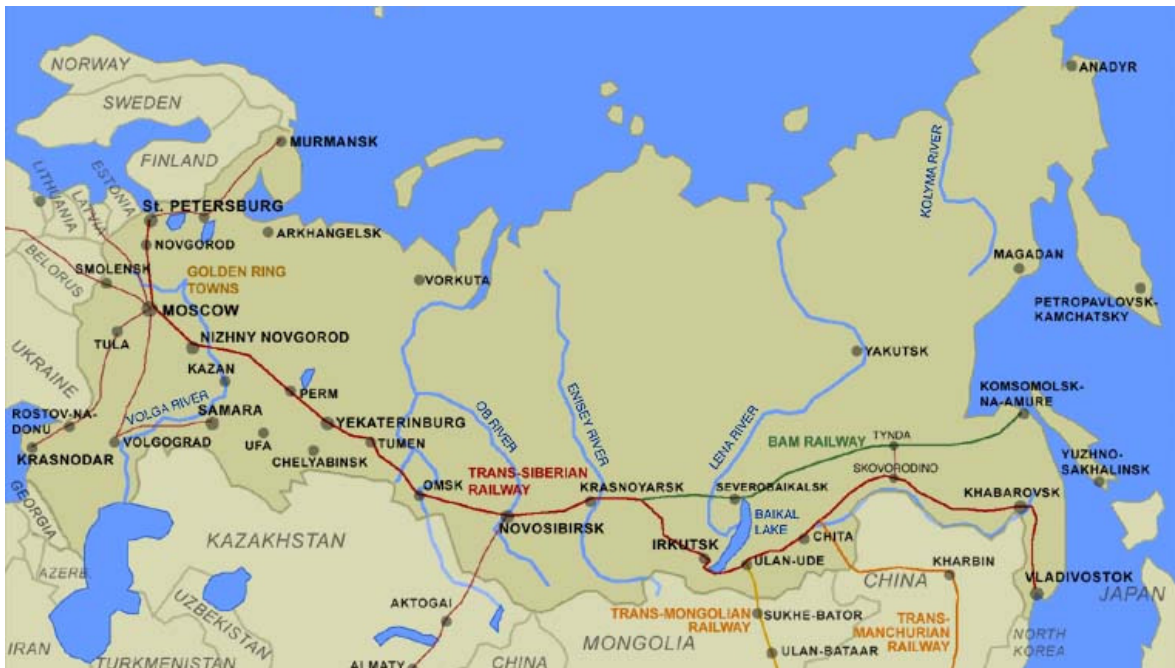 NORWAY
SWEDEN
FINLAND
MURMANSK
ANADYR
LITHUANIA
LATVIA
ESTONIA
St. PETERSBURG
NOVGOROD
ARKHANGELSK
KOLYMA RIVER
BELORUS
SMOLENSK
GOLDEN RING
TOWNS
VORKUTA
MAGADAN
MOSCOW
PETROPAVLOVSK-
KAMCHATSKY
UKRAINE
TULA
NIZHNY NOVGOROD
KAZAN
PERM
YAKUTSK
ROSTOV-NA-
DONU
VOLGA RIVER
SAMARA
YEKATERINBURG
OB RIVER
ENISEY RIVER
LENA RIVER
KOMSOMOLSK-
NA-AMURE
KRASNODAR
VOLGOGRAD
UFA
CHELYABINSK
TUMEN
BAM RAILWAY
TYNDA
SKOVORODINO
YUZHNO-
SAKHALINSK
GEORGIA
OMSK
TRANS-SIBERIAN
RAILWAY
KRASNOYARSK
SEVEROBAIKALSK
KHABAROVSK
NOVOSIBIRSK
BAIKAL
LAKE
KAZAKHSTAN
IRKUTSK
CHITA
ULAN-UDE
KHARBIN
CHINA
VLADIVOSTOK
JAPAN
AZERB.
UZBEKISTAN
AKTOGAI
TRANS-MONGOLIAN
RAILWAY
SUKHE-BATOR
TRANS-
MANCHURIAN
RAILWAY
NORTH
KOREA
IRAN
TURKMENISTAN
ALMATY
CHINA
MONGOLIA
ULAN-BATAAR